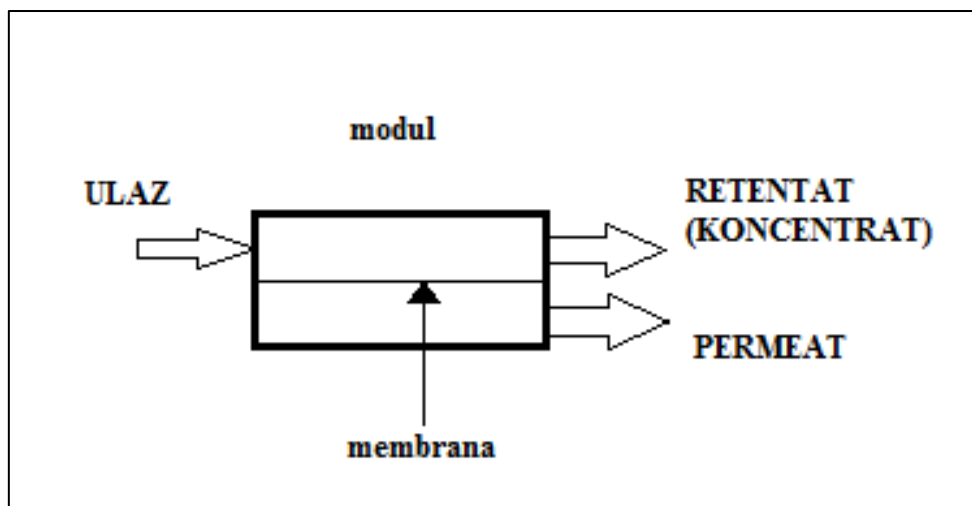 modul
ULAZ
RETENTAT
(KONCENTRAT)
PERMEAT
membrana